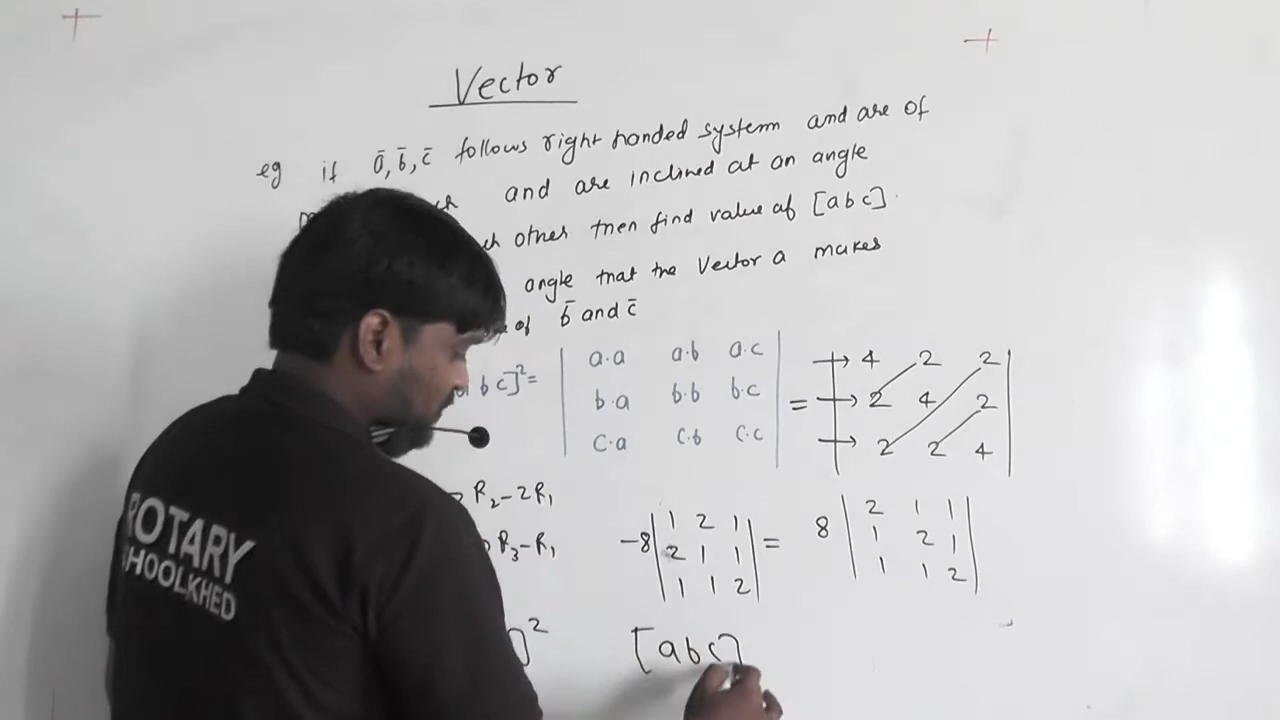 Vector
eg if ā, b̄, c̄ follows right handed system and are of
and are inclined at an angle
other then find value of [a b c].
angle that the Vector a makes
of b̄ and c̄
b c]² = | a·a a·b a·c | = | → 4 2 2 |
| b·a b·b b·c | | → 2 4 2 |
| c·a c·b c·c | | → 2 2 4 |
R₂-2R₁
R₃-R₁
-8 | 1 2 1 | = 8 | 2 1 1 |
| 2 1 1 | | 1 2 1 |
| 1 1 2 | | 1 1 2 |
]² [abc]
ROTARY